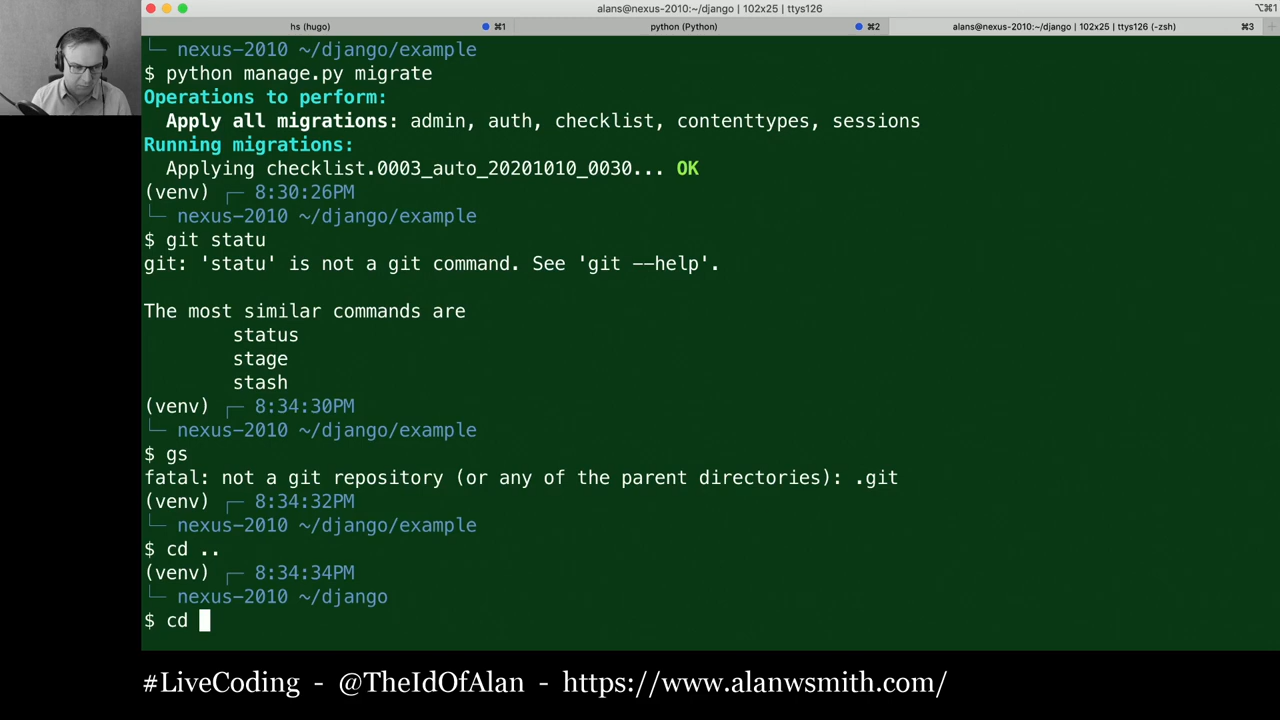 alans@nexus-2010:~/django | 102x25 | ttys126
⌥⌘1
hs (hugo) ⌘1 python (Python) ⌘2 alans@nexus-2010:~/django | 102x25 | ttys126 (-zsh) ⌘3
└─ nexus-2010 ~/django/example
$ python manage.py migrate
Operations to perform:
Apply all migrations: admin, auth, checklist, contenttypes, sessions
Running migrations:
Applying checklist.0003_auto_20201010_0030... OK
(venv) ┌─ 8:30:26PM
└─ nexus-2010 ~/django/example
$ git statu
git: 'statu' is not a git command. See 'git --help'.
The most similar commands are
status
stage
stash
(venv) ┌─ 8:34:30PM
└─ nexus-2010 ~/django/example
$ gs
fatal: not a git repository (or any of the parent directories): .git
(venv) ┌─ 8:34:32PM
└─ nexus-2010 ~/django/example
$ cd ..
(venv) ┌─ 8:34:34PM
└─ nexus-2010 ~/django
$ cd
#LiveCoding - @TheIdOfAlan - https://www.alanwsmith.com/